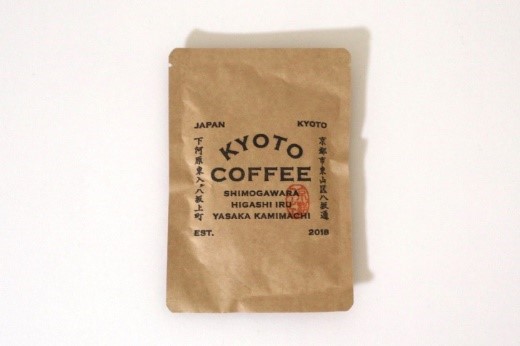 JAPAN
KYOTO
KYOTO
COFFEE
SHIMOGAWARA
HIGASHI IRU
YASAKA KAMIMACHI
京都市東山区八坂通
下河原東入ル八坂上町
EST.
2018